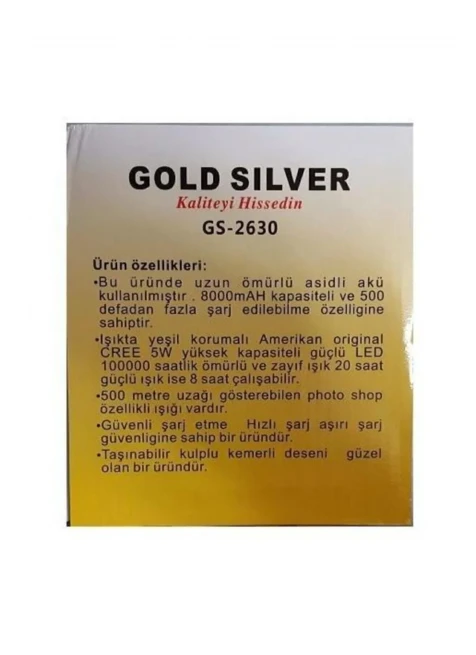 GOLD SILVER
Kaliteyi Hissedin
GS-2630
Ürün özellikleri:
•Bu üründe uzun ömürlü asidli akü
kullanılmıştır . 8000mAH kapasiteli ve 500
defadan fazla şarj edilebilme özelligine
sahiptir.
•Işıkta yeşil korumalı Amerikan original
CREE 5W yüksek kapasiteli güçlü LED
100000 saatlik ömürlü ve zayıf ışık 20 saat
güçlü ışık ise 8 saat çalışabilir.
•500 metre uzağı gösterebilen photo shop
özellikli ışığı vardır.
•Güvenli şarj etme Hızlı şarj aşırı şarj
güvenligine sahip bir üründür.
•Taşınabilir kulplu kemerli deseni güzel
olan bir üründür.